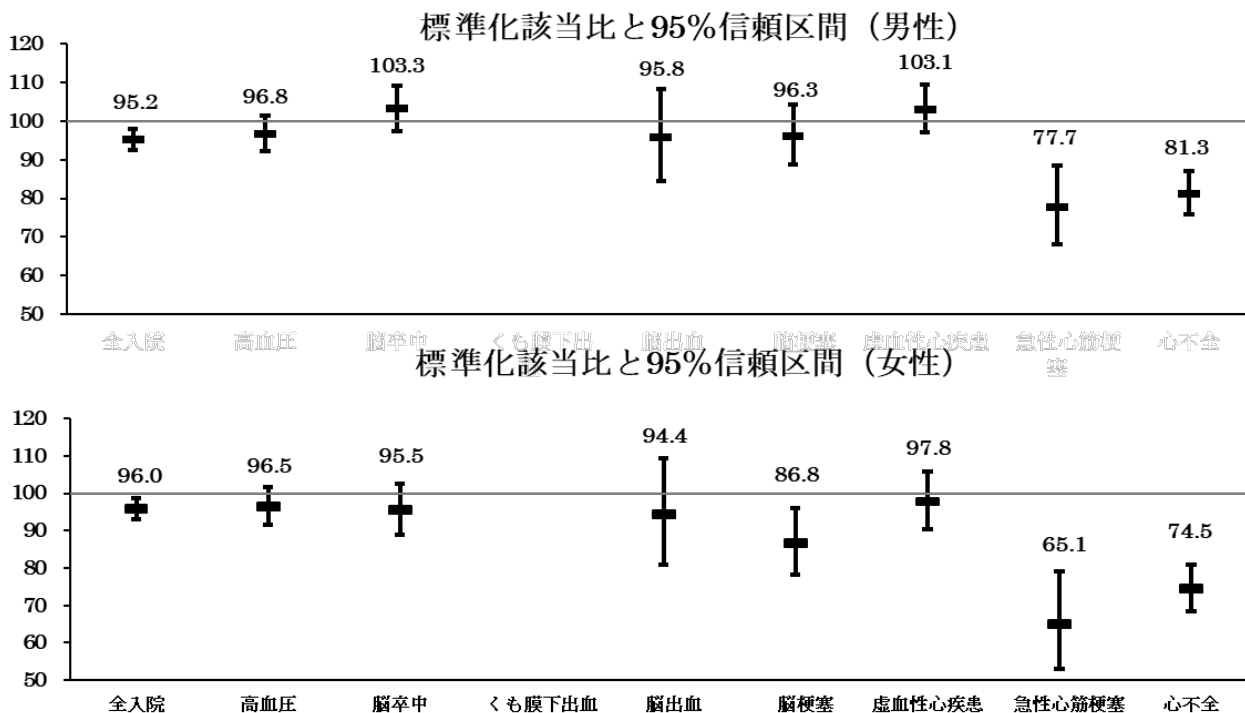 標準化該当比と95%信頼区間（男性）
120
110
100
90
80
70
60
50
95.2
96.8
103.3
95.8
96.3
103.1
77.7
81.3
全入院
高血圧
脳卒中
くも膜下出
脳出血
脳梗塞
虚血性心疾患
急性心筋梗
塞
心不全
標準化該当比と95%信頼区間（女性）
120
110
100
90
80
70
60
50
96.0
96.5
95.5
94.4
86.8
97.8
65.1
74.5
全入院
高血圧
脳卒中
くも膜下出血
脳出血
脳梗塞
虚血性心疾患
急性心筋梗塞
心不全